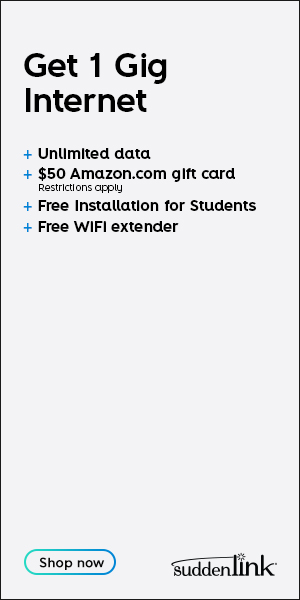 Get 1 Gig
Internet
+ Unlimited data
+ $50 Amazon.com gift card
Restrictions apply
+ Free Installation for Students
+ Free WiFi extender
Shop now
suddenlink